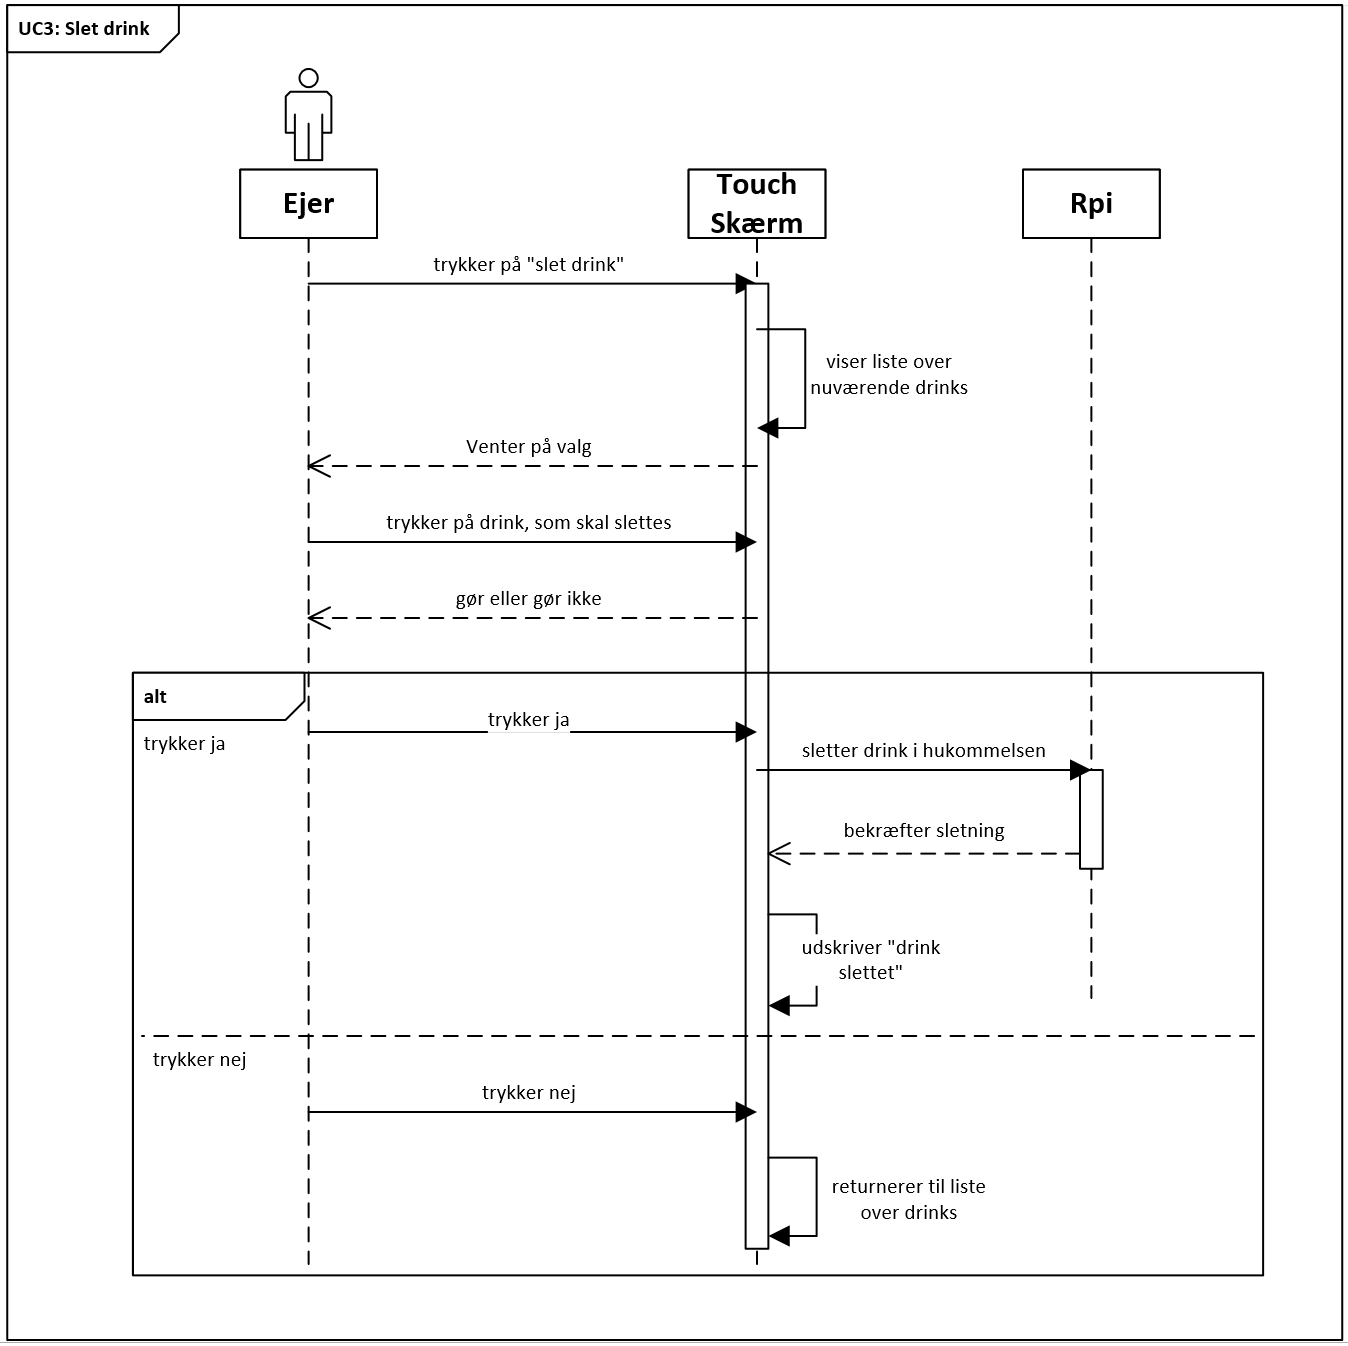 UC3: Slet drink
Ejer
Touch
Skærm
Rpi
trykker på "slet drink"
viser liste over
nuværende drinks
Venter på valg
trykker på drink, som skal slettes
gør eller gør ikke
alt
trykker ja
trykker ja
sletter drink i hukommelsen
bekræfter sletning
udskriver "drink
slettet"
trykker nej
trykker nej
returnerer til liste
over drinks